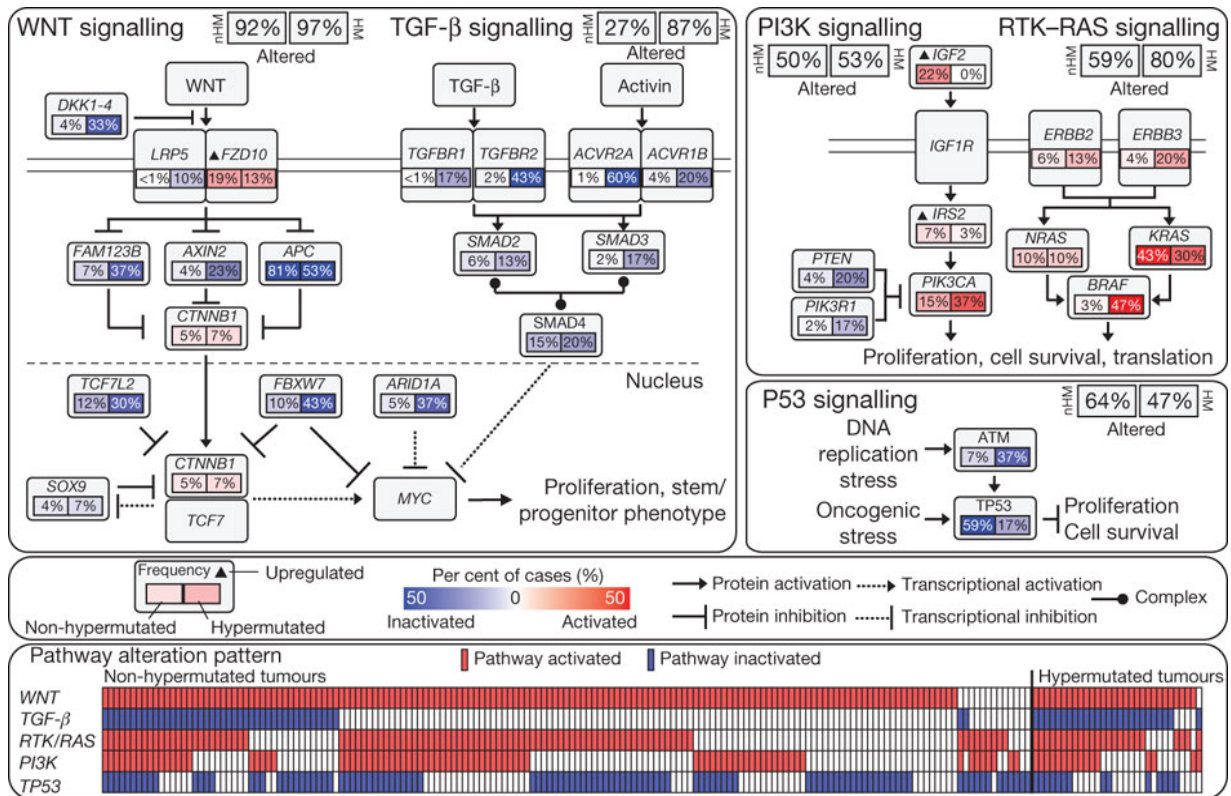 WNT signalling
nHM
92% 97%
HM
Altered
TGF-β signalling
nHM
27% 87%
HM
Altered
WNT
TGF-β
Activin
DKK1-4
4% 33%
LRP5
<1% 10%
▲FZD10
19% 13%
TGFBR1
<1% 17%
TGFBR2
2% 43%
ACVR2A
1% 60%
ACVR1B
4% 20%
FAM123B
7% 37%
AXIN2
4% 23%
APC
81% 53%
SMAD2
6% 13%
SMAD3
2% 17%
CTNNB1
5% 7%
SMAD4
15% 20%
Nucleus
TCF7L2
12% 30%
FBXW7
10% 43%
ARID1A
5% 37%
SOX9
4% 7%
CTNNB1
5% 7%
TCF7
MYC
Proliferation, stem/
progenitor phenotype
PI3K signalling
nHM
50% 53%
HM
Altered
RTK–RAS signalling
nHM
59% 80%
HM
Altered
▲IGF2
22% 0%
IGF1R
ERBB2
6% 13%
ERBB3
4% 20%
▲IRS2
7% 3%
NRAS
10% 10%
KRAS
43% 30%
PTEN
4% 20%
PIK3R1
2% 17%
PIK3CA
15% 37%
BRAF
3% 47%
Proliferation, cell survival, translation
P53 signalling
nHM
64% 47%
HM
Altered
DNA
replication
stress
ATM
7% 37%
Oncogenic
stress
TP53
59% 17%
Proliferation
Cell survival
Frequency ▲
Upregulated
Non-hypermutated
Hypermutated
Per cent of cases (%)
50 0 50
Inactivated
Activated
Protein activation
Transcriptional activation
Complex
Protein inhibition
Transcriptional inhibition
Pathway alteration pattern
Pathway activated
Pathway inactivated
Non-hypermutated tumours
Hypermutated tumours
WNT
TGF-β
RTK/RAS
PI3K
TP53